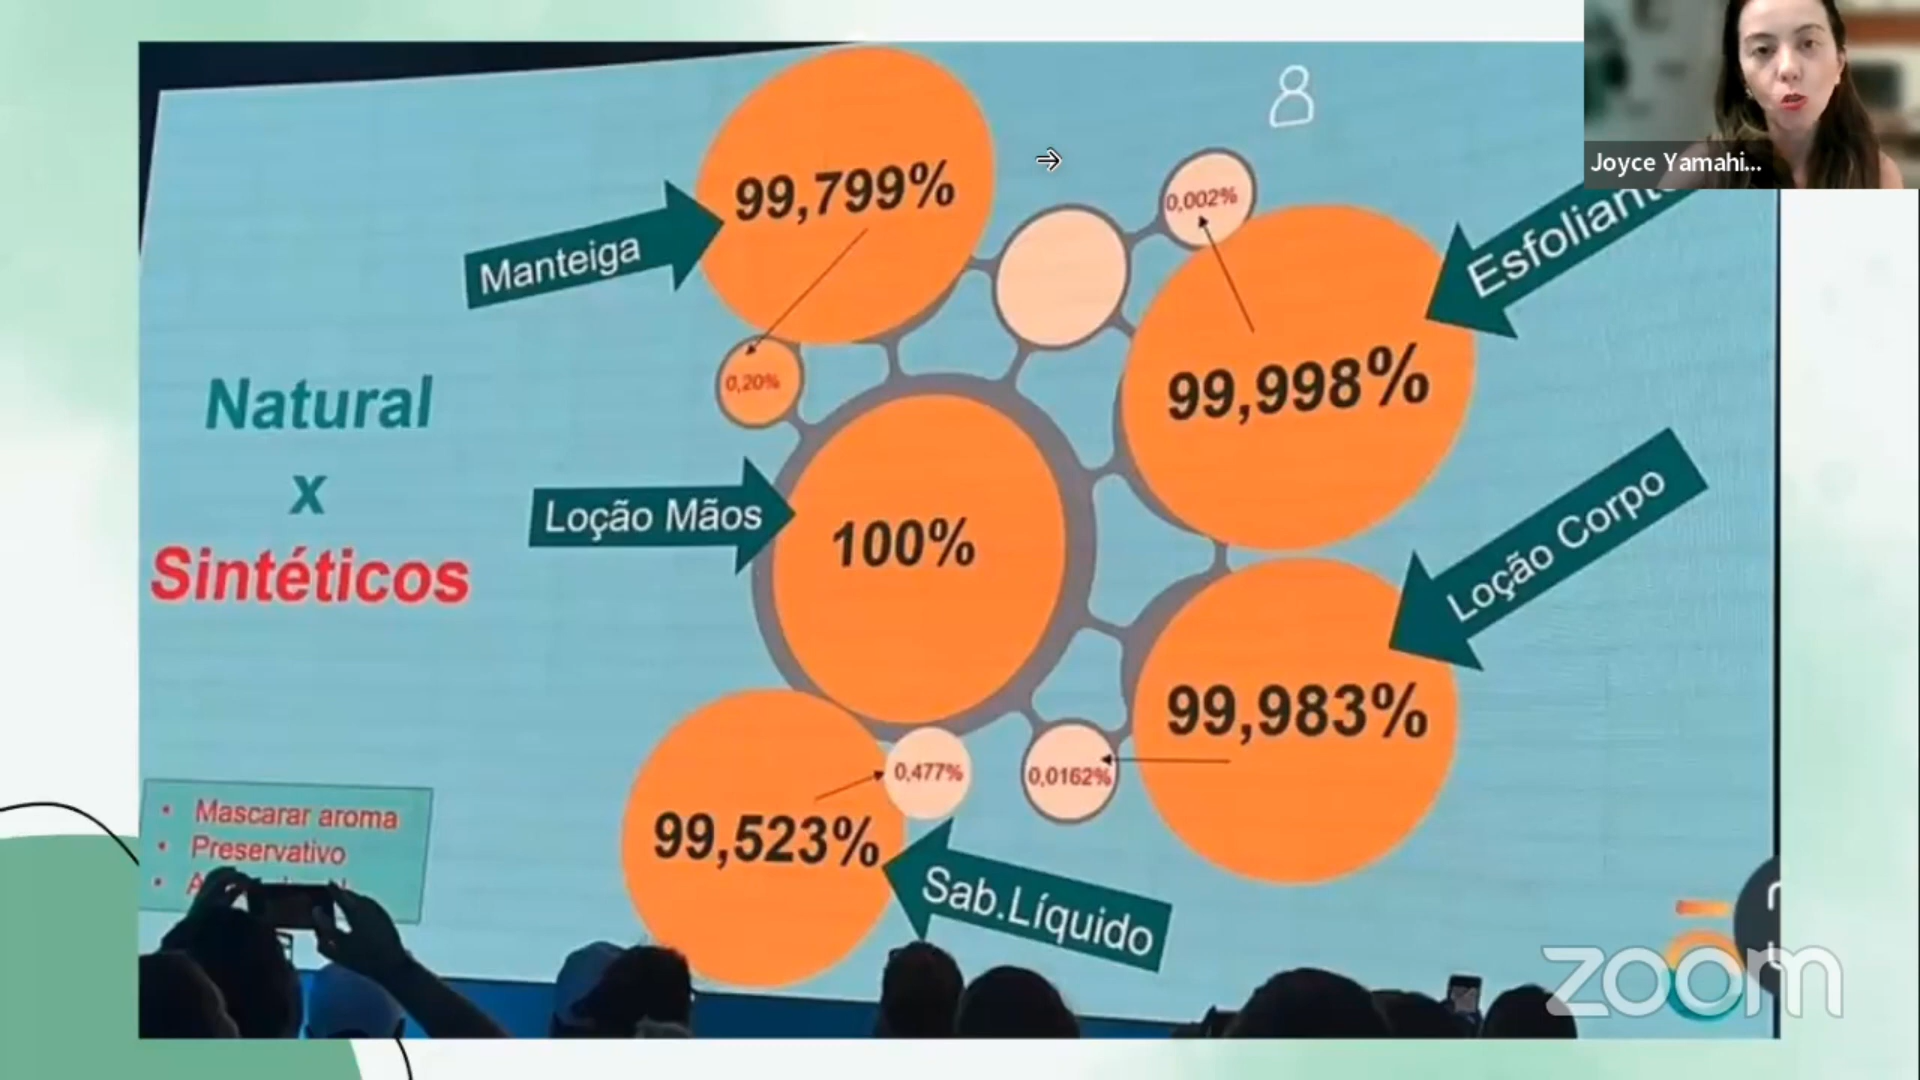 Joyce Yamahi...
99,799%
0,002%
Manteiga
Esfoliante
0,20%
99,998%
Natural
x
Sintéticos
Loção Mãos
100%
Loção Corpo
99,983%
0,477%
0,0162%
99,523%
Sab.Líquido
• Mascarar aroma
• Preservativo
zoom